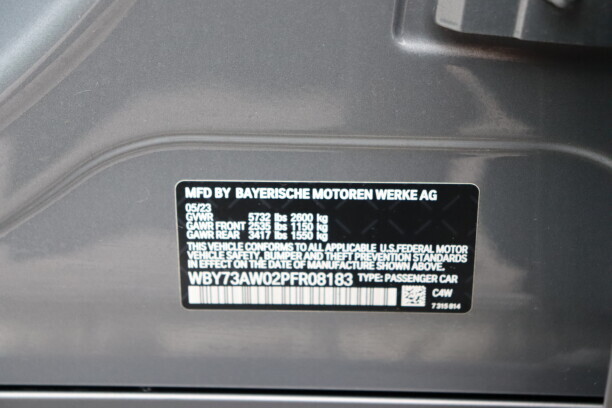 MFD BY BAYERISCHE MOTOREN WERKE AG
05/23
GVWR 5732 lbs 2600 kg
GAWR FRONT 2535 lbs 1150 kg
GAWR REAR 3417 lbs 1550 kg
THIS VEHICLE CONFORMS TO ALL APPLICABLE U.S.FEDERAL MOTOR
VEHICLE SAFETY, BUMPER, AND THEFT PREVENTION STANDARDS
IN EFFECT ON THE DATE OF MANUFACTURE SHOWN ABOVE.
WBY73AW02PFR08183 TYPE: PASSENGER CAR
C4W
7 315 814